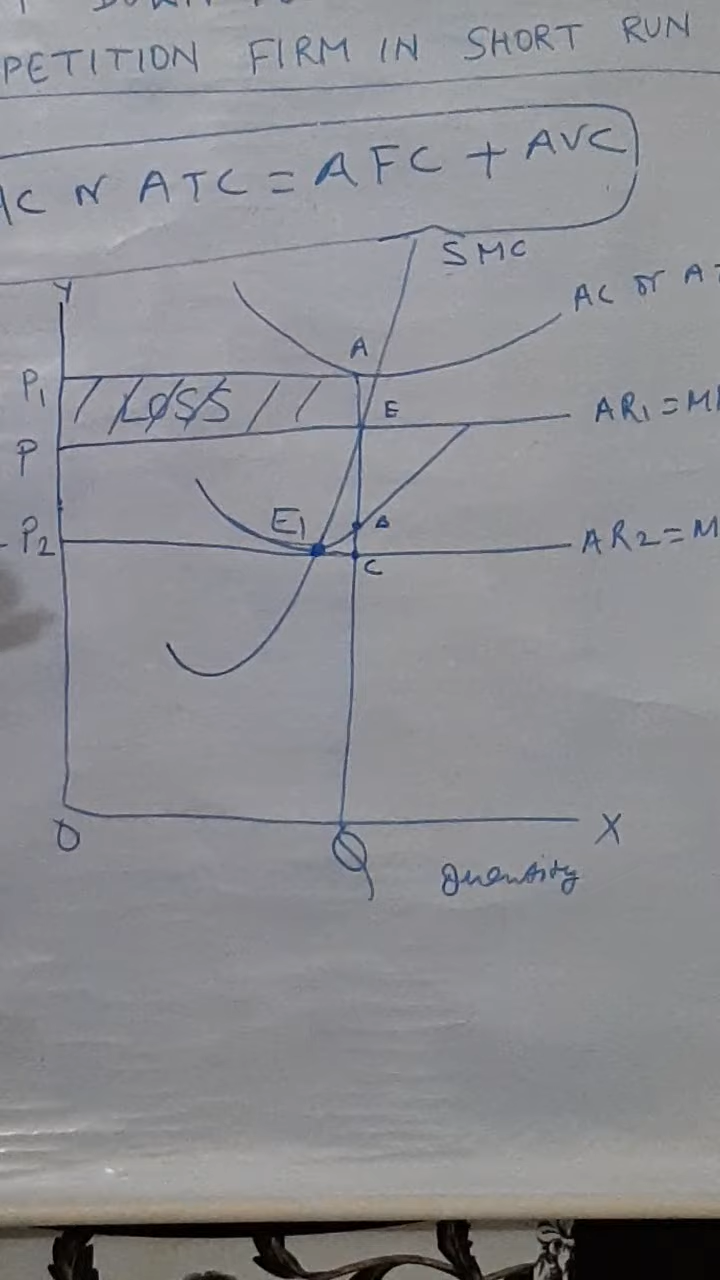 PETITION FIRM IN SHORT RUN
AC or ATC = AFC + AVC
SMC
Y
AC or AT
A
P1
LOSS
E
AR1 = M
P
E1
B
P2
AR2 = M
C
O
Q
X
Quantity